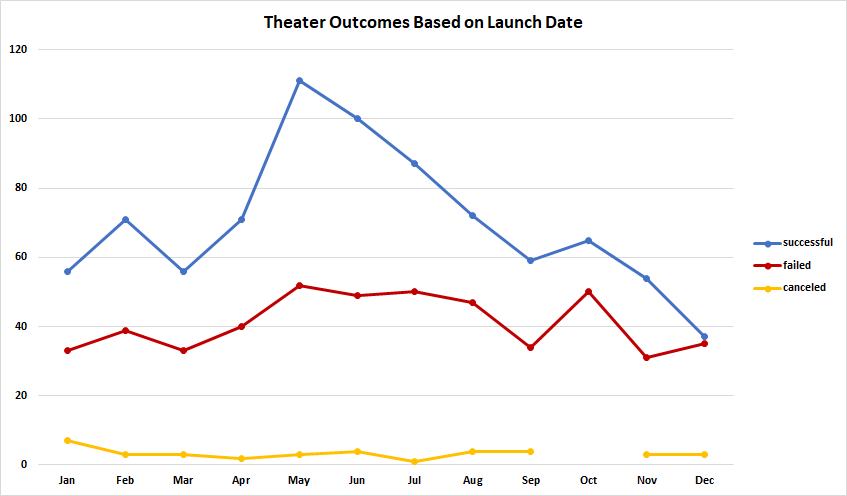 Theater Outcomes Based on Launch Date
120
100
80
60
40
20
0
Jan Feb Mar Apr May Jun Jul Aug Sep Oct Nov Dec
successful
failed
canceled